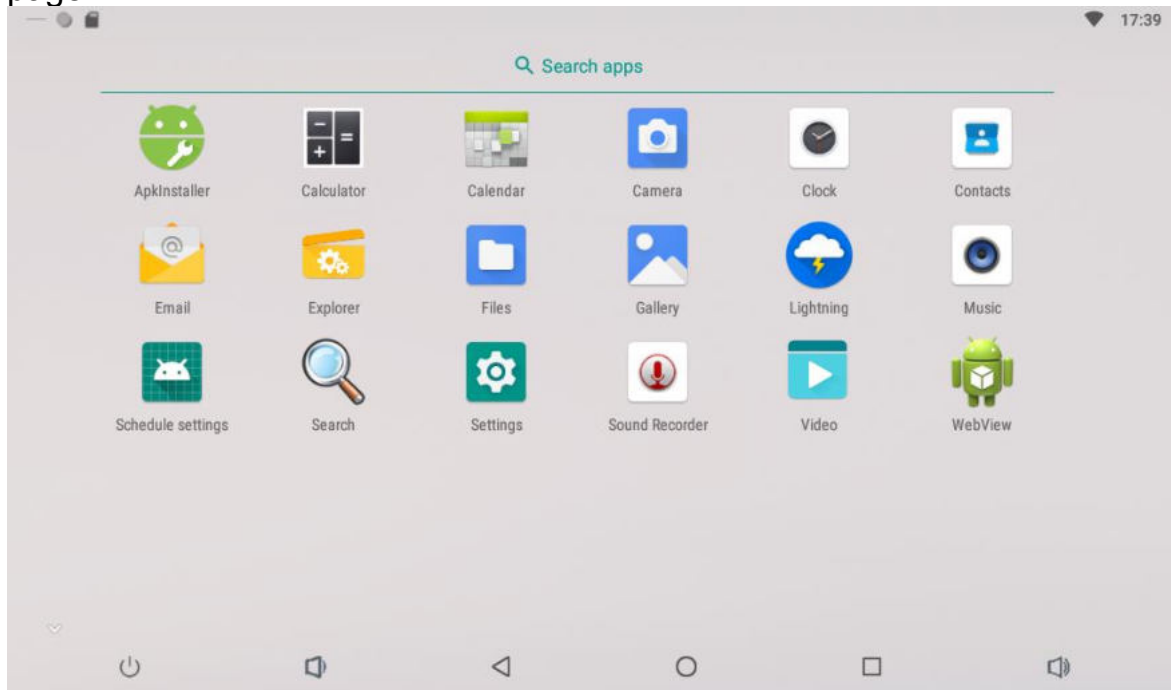 17:39
Search apps
ApkInstaller Calculator Calendar Camera Clock Contacts
@
Email Explorer Files Gallery Lightning Music
Schedule settings Search Settings Sound Recorder Video WebView